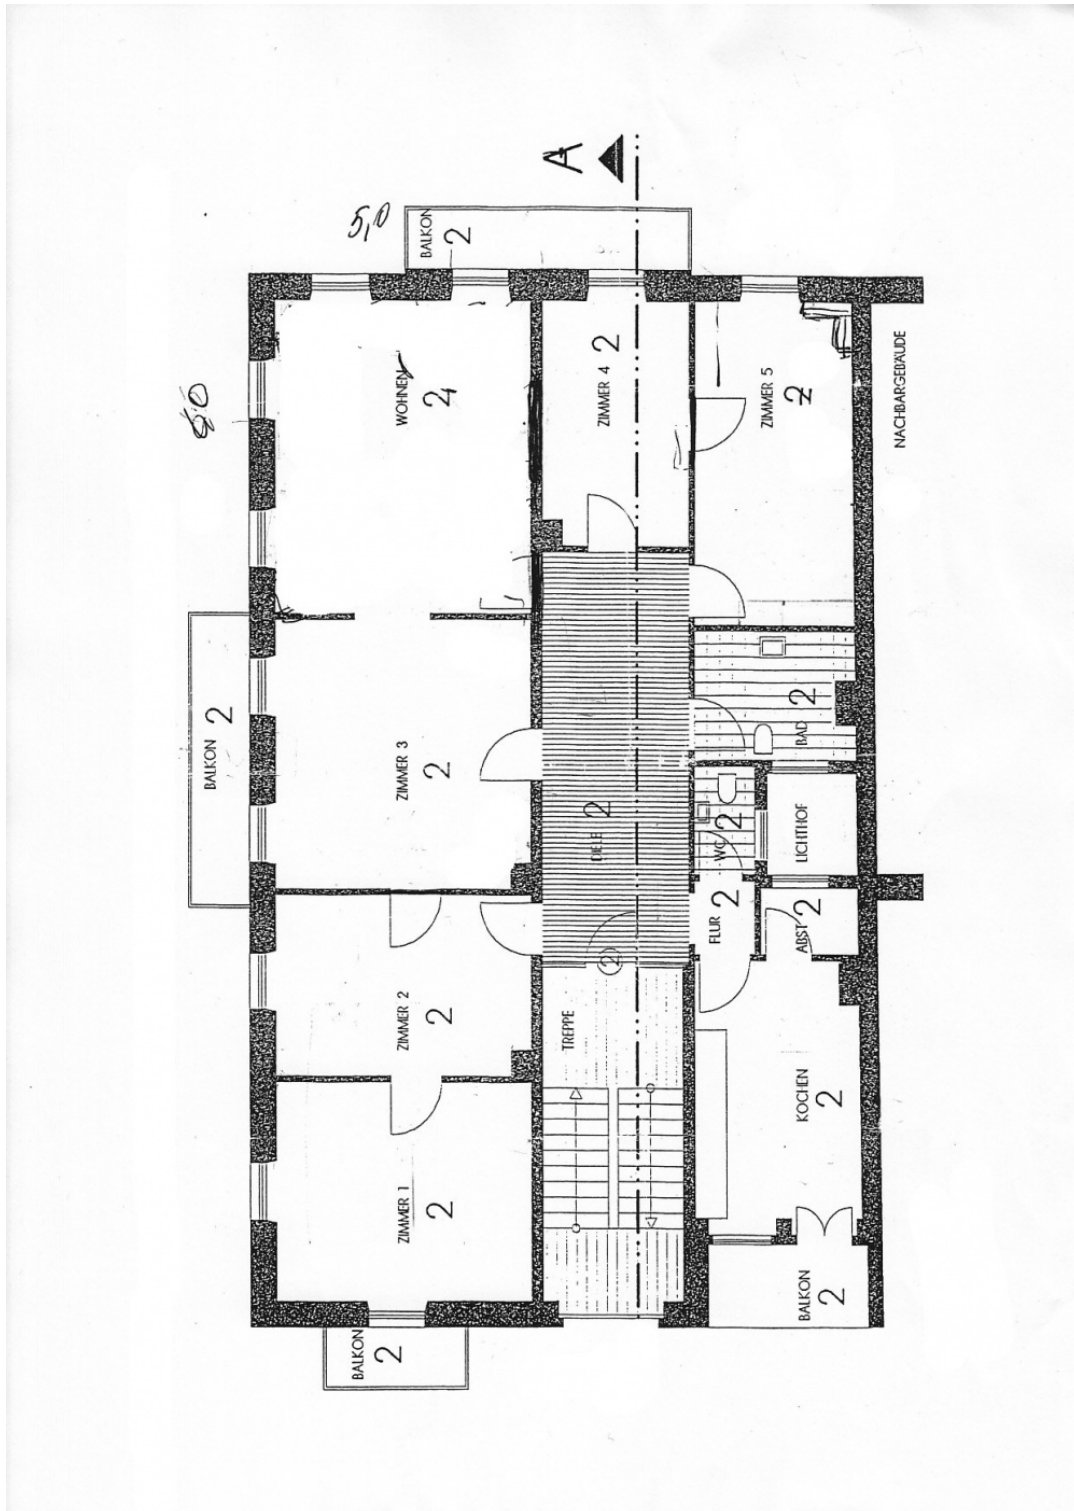 A
5,0
BALKON
2
WOHNEN
2
ZIMMER 4
2
ZIMMER 5
2
NACHBARGEBÄUDE
BALKON
2
ZIMMER 3
2
DIELE
2
BAD
2
WC
2
LICHTHOF
FLUR
2
ABST
2
2
TREPPE
ZIMMER 2
2
KOCHEN
2
ZIMMER 1
2
BALKON
2
BALKON
2